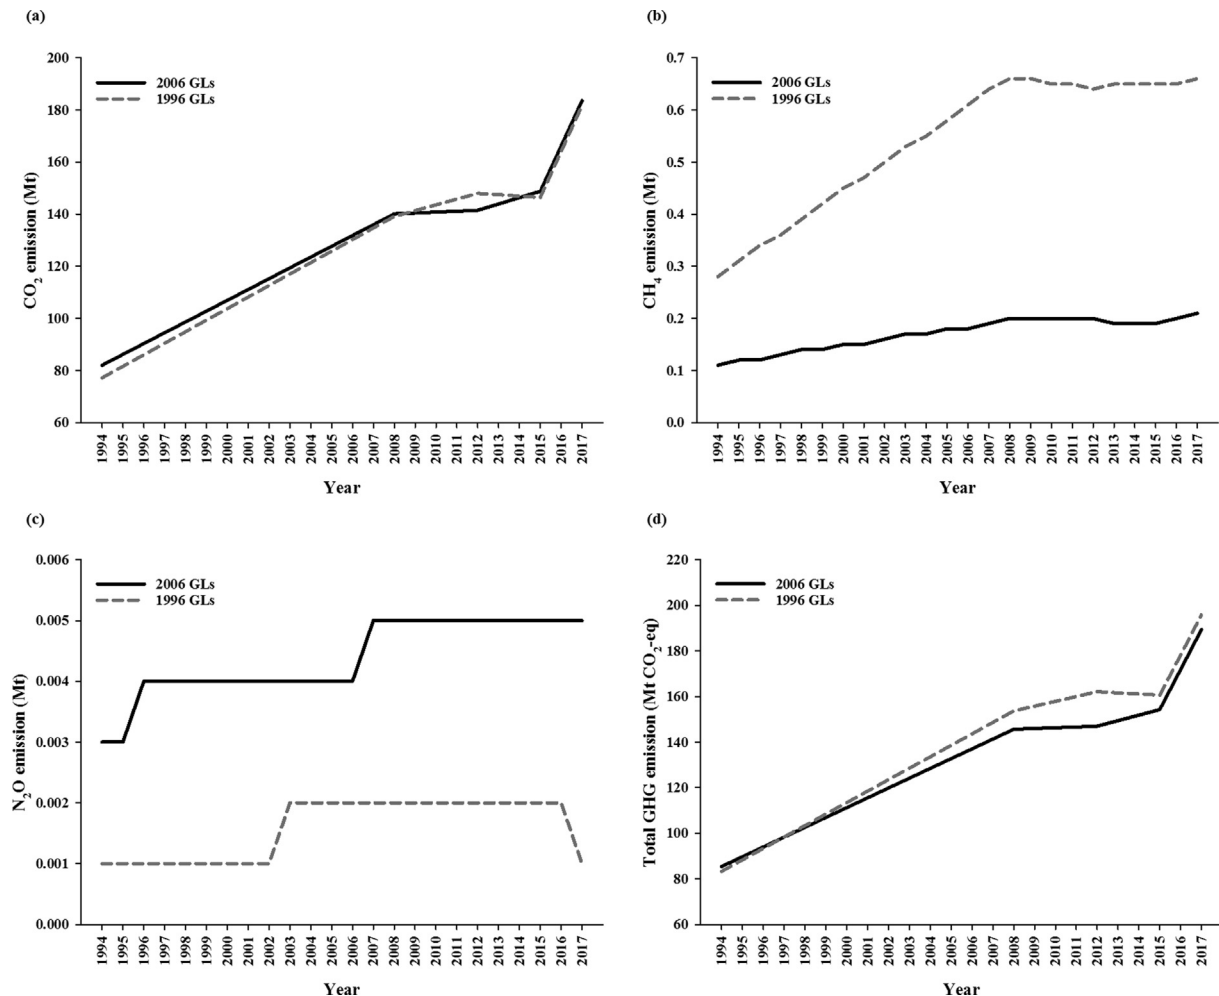 (a)
200
180
160
140
120
100
80
60
CO2 emission (Mt)
2006 GLs
1996 GLs
1994 1995 1996 1997 1998 1999 2000 2001 2002 2003 2004 2005 2006 2007 2008 2009 2010 2011 2012 2013 2014 2015 2016 2017
Year
(b)
0.7
0.6
0.5
0.4
0.3
0.2
0.1
0.0
CH4 emission (Mt)
2006 GLs
1996 GLs
1994 1995 1996 1997 1998 1999 2000 2001 2002 2003 2004 2005 2006 2007 2008 2009 2010 2011 2012 2013 2014 2015 2016 2017
Year
(c)
0.006
0.005
0.004
0.003
0.002
0.001
0.000
N2O emission (Mt)
2006 GLs
1996 GLs
1994 1995 1996 1997 1998 1999 2000 2001 2002 2003 2004 2005 2006 2007 2008 2009 2010 2011 2012 2013 2014 2015 2016 2017
Year
(d)
220
200
180
160
140
120
100
80
60
Total GHG emission (Mt CO2-eq)
2006 GLs
1996 GLs
1994 1995 1996 1997 1998 1999 2000 2001 2002 2003 2004 2005 2006 2007 2008 2009 2010 2011 2012 2013 2014 2015 2016 2017
Year